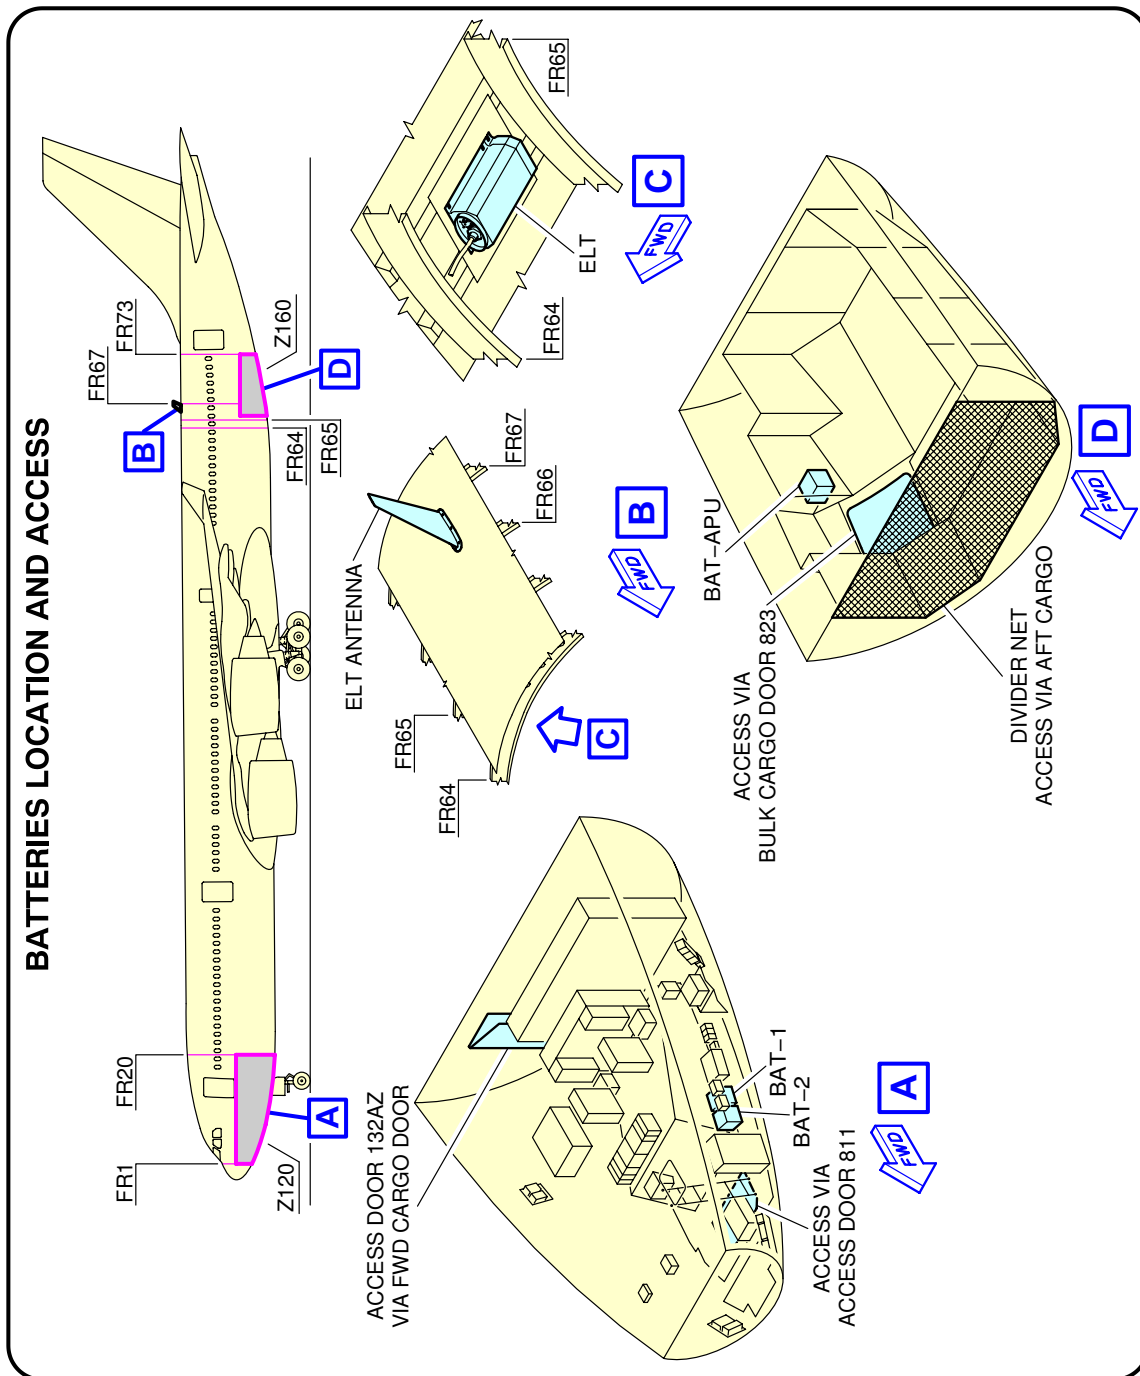 BATTERIES LOCATION AND ACCESS
FR1
FR20
FR67
FR73
B
A
D
Z120
Z160
FR64
FR65
ELT ANTENNA
FR65
FR64
FR66
FR67
C
FWD
B
FR65
FR64
ELT
FWD
C
ACCESS DOOR 132AZ
VIA FWD CARGO DOOR
BAT-1
BAT-2
ACCESS VIA
ACCESS DOOR 811
FWD
A
BAT-APU
ACCESS VIA
BULK CARGO DOOR 823
DIVIDER NET
ACCESS VIA AFT CARGO
FWD
D